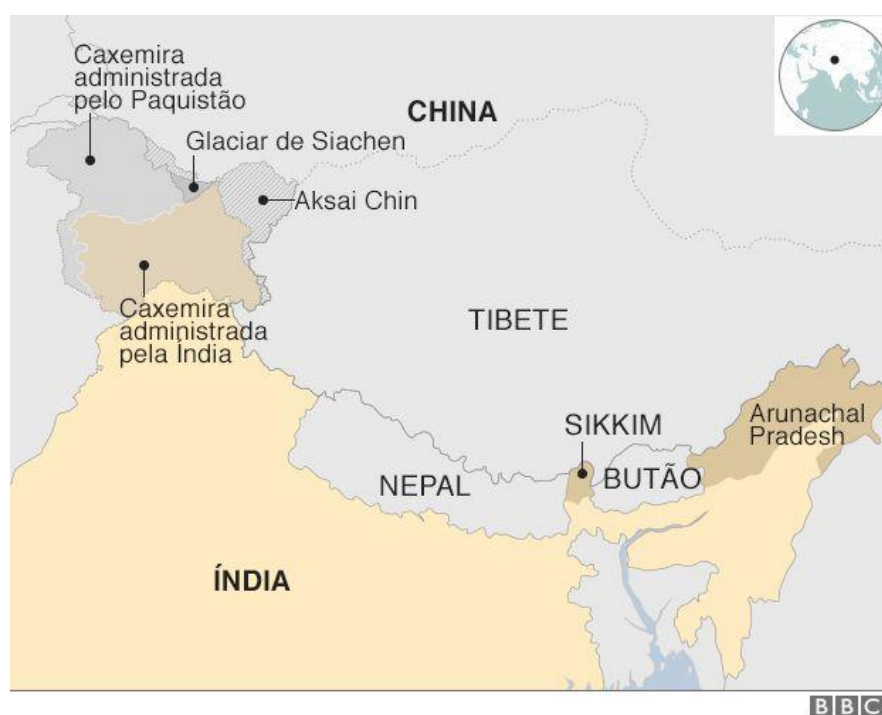 Caxemira
administrada
pelo Paquistão
CHINA
Glaciar de Siachen
Aksai Chin
Caxemira
administrada
pela Índia
TIBETE
SIKKIM
Arunachal
Pradesh
NEPAL
BUTÃO
ÍNDIA
BBC